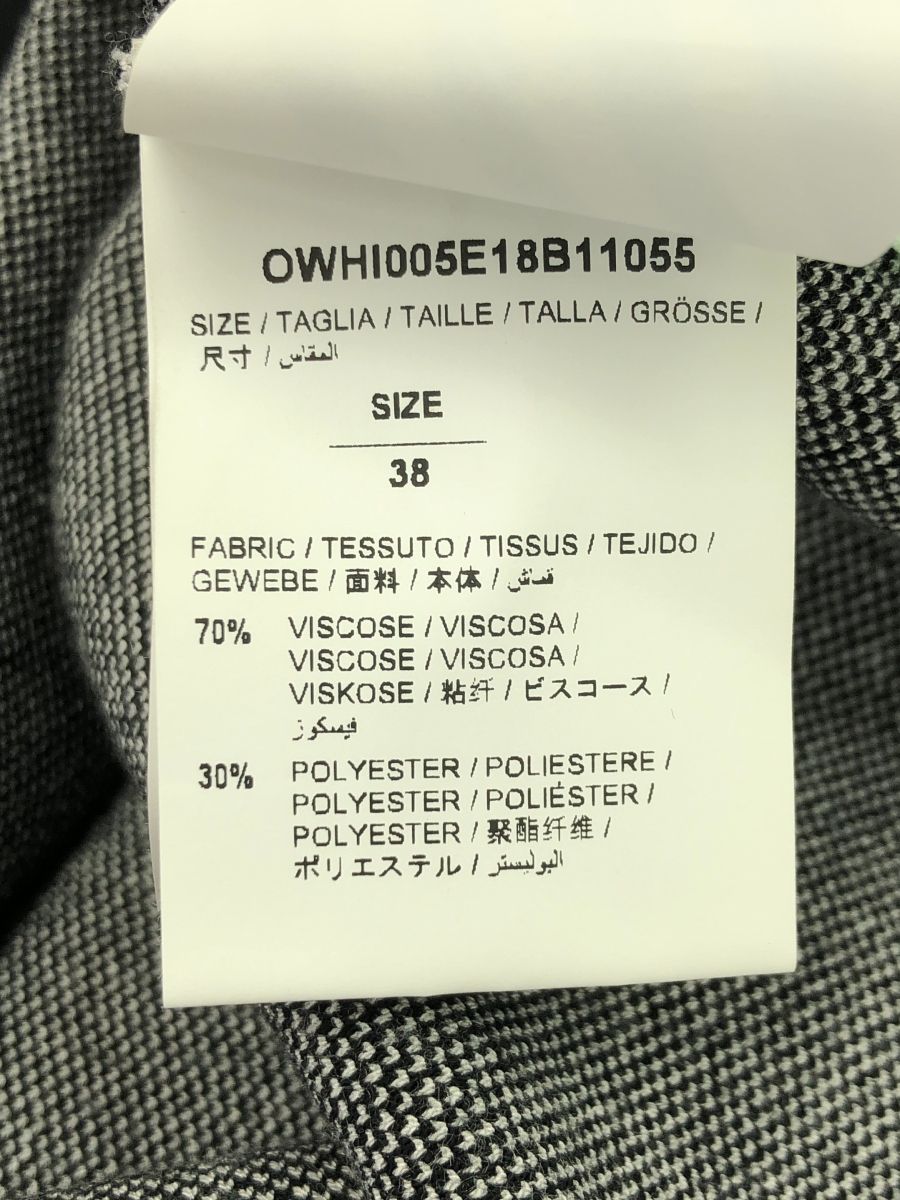 OWHI005E18B11055
SIZE / TAGLIA / TAILLE / TALLA / GRÖSSE /
尺寸 / المقاس
SIZE
38
FABRIC / TESSUTO / TISSUS / TEJIDO /
GEWEBE / 面料 / 本体 / قماش
70% VISCOSE / VISCOSA /
VISCOSE / VISCOSA /
VISKOSE / 粘纤 / ビスコース /
فيسكوز
30% POLYESTER / POLIESTERE /
POLYESTER / POLIÉSTER /
POLYESTER / 聚酯纤维 /
ポリエステル / البوليستر